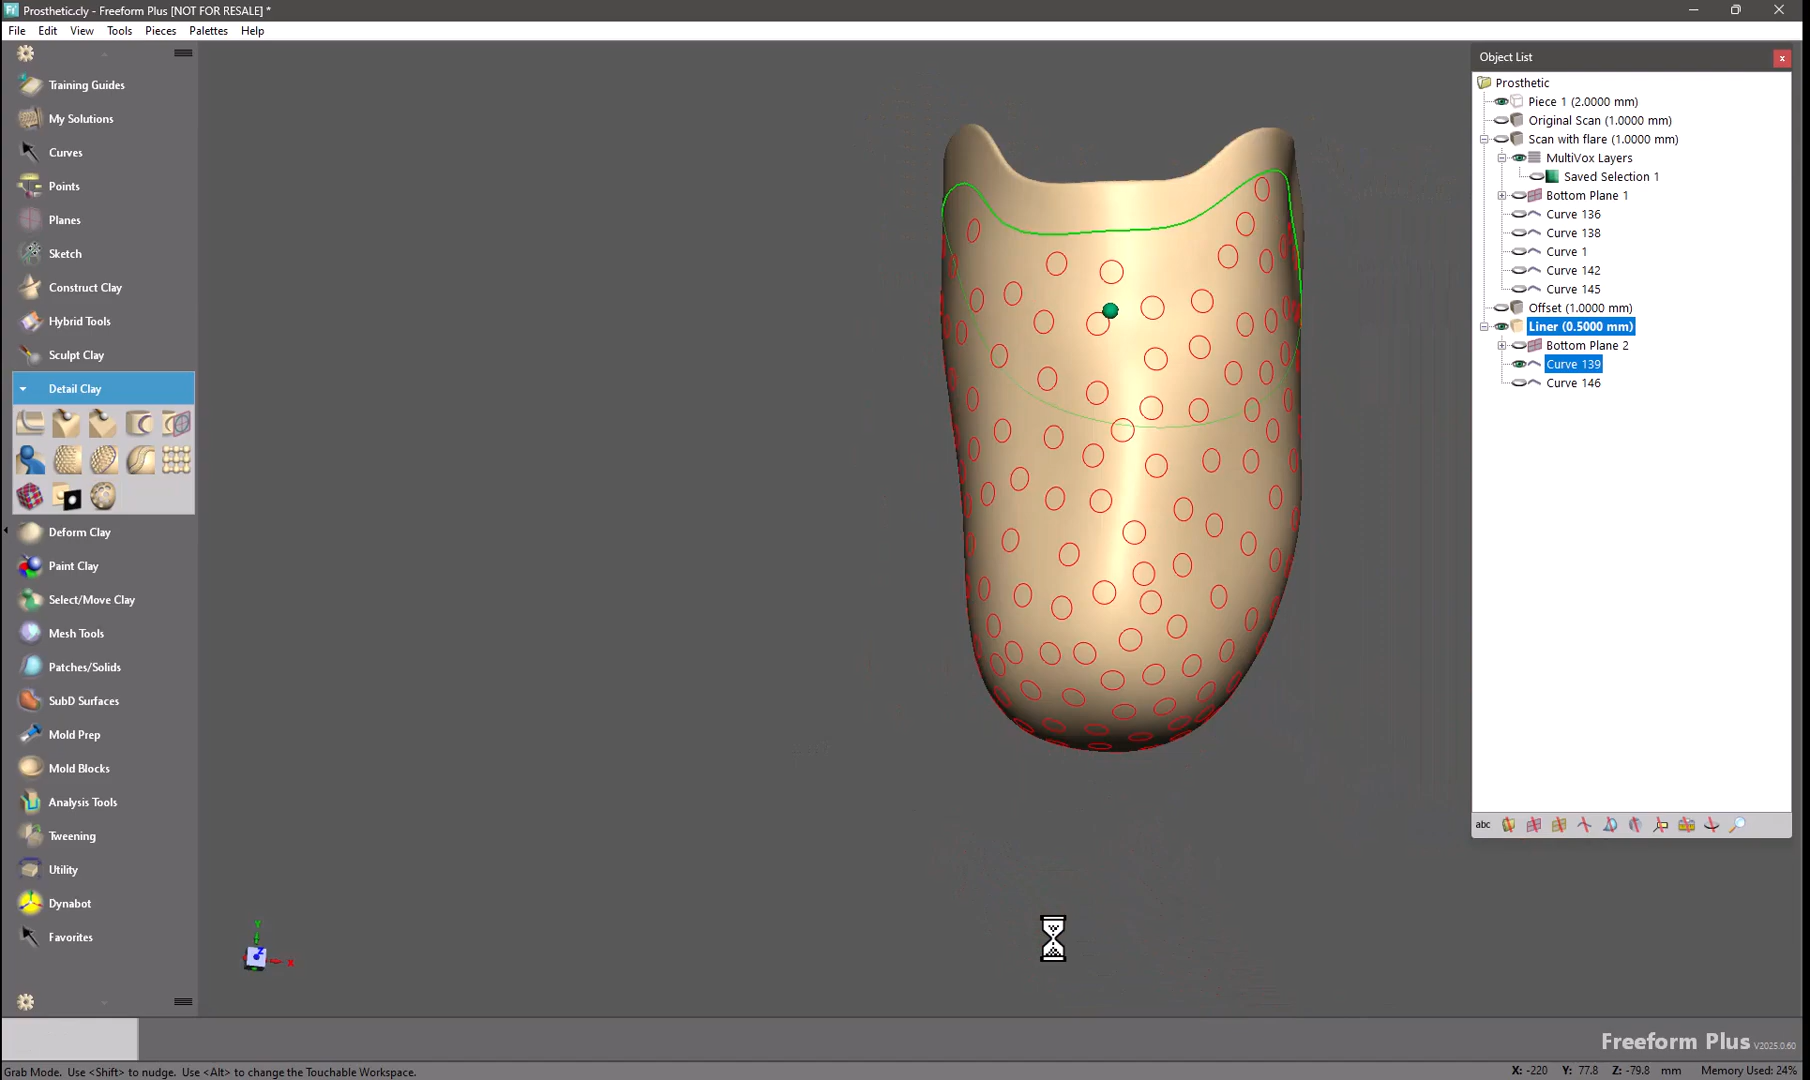 Prosthetic.cly - Freeform Plus [NOT FOR RESALE] *
File Edit View Tools Pieces Palettes Help
Training Guides
My Solutions
Curves
Points
Planes
Sketch
Construct Clay
Hybrid Tools
Sculpt Clay
Detail Clay
Deform Clay
Paint Clay
Select/Move Clay
Mesh Tools
Patches/Solids
SubD Surfaces
Mold Prep
Mold Blocks
Analysis Tools
Tweening
Utility
Dynabot
Favorites
Y
Z
X
Object List
Prosthetic
Piece 1 (2.0000 mm)
Original Scan (1.0000 mm)
Scan with flare (1.0000 mm)
MultiVox Layers
Saved Selection 1
Bottom Plane 1
Curve 136
Curve 138
Curve 1
Curve 142
Curve 145
Offset (1.0000 mm)
Liner (0.5000 mm)
Bottom Plane 2
Curve 139
Curve 146
abc
Freeform Plus V2025.0.60
Grab Mode. Use <Shift> to nudge. Use <Alt> to change the Touchable Workspace.
X: -220 Y: 77.8 Z: -79.8 mm Memory Used: 24%